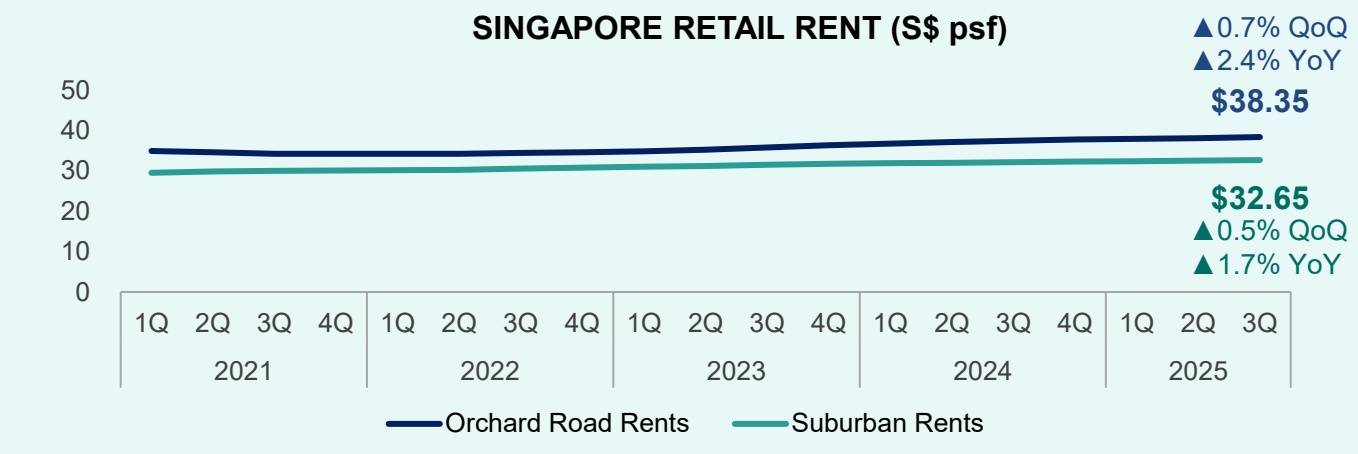 SINGAPORE RETAIL RENT (S$ psf)
▲0.7% QoQ
▲2.4% YoY
$38.35
50
40
30
20
10
0
$32.65
▲0.5% QoQ
▲1.7% YoY
1Q 2Q 3Q 4Q 1Q 2Q 3Q 4Q 1Q 2Q 3Q 4Q 1Q 2Q 3Q 4Q 1Q 2Q 3Q
2021 2022 2023 2024 2025
Orchard Road Rents Suburban Rents